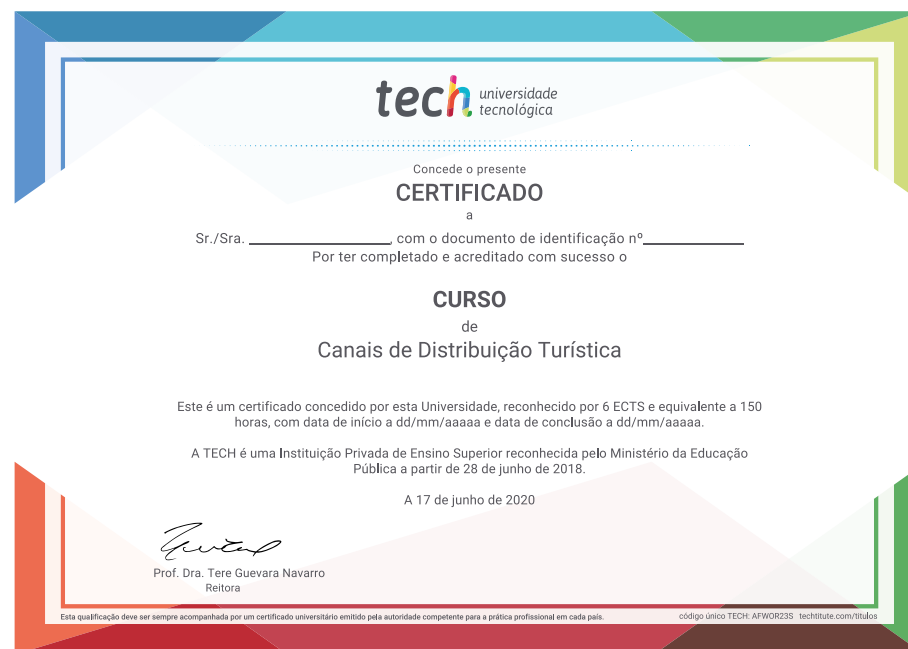 tech universidade
tecnológica
Concede o presente
CERTIFICADO
a
Sr./Sra. ____________________, com o documento de identificação nº______________
Por ter completado e acreditado com sucesso o
CURSO
de
Canais de Distribuição Turística
Este é um certificado concedido por esta Universidade, reconhecido por 6 ECTS e equivalente a 150
horas, com data de início a dd/mm/aaaaa e data de conclusão a dd/mm/aaaaa.
A TECH é uma Instituição Privada de Ensino Superior reconhecida pelo Ministério da Educação
Pública a partir de 28 de junho de 2018.
A 17 de junho de 2020
Prof. Dra. Tere Guevara Navarro
Reitora
Esta qualificação deve ser sempre acompanhada por um certificado universitário emitido pela autoridade competente para a prática profissional em cada país.
código único TECH: AFWOR23S techtitute.com/titulos